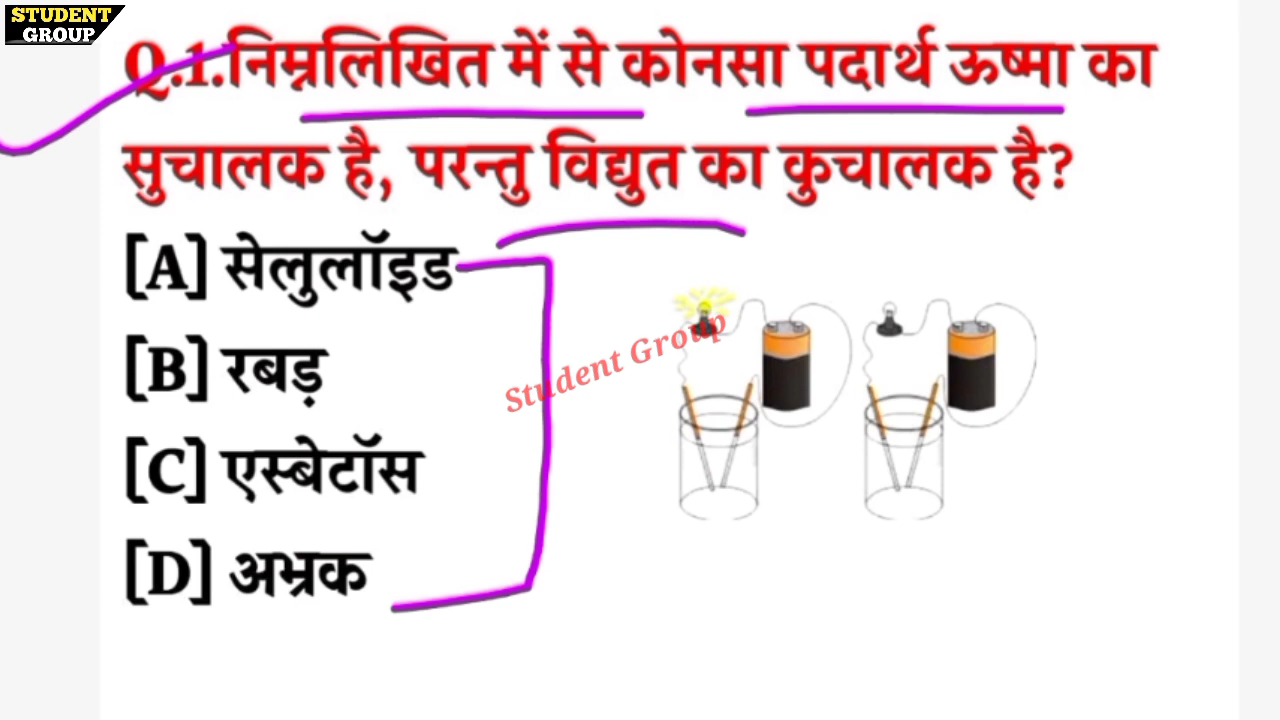 STUDENT
GROUP
Q.1.निम्नलिखित में से कोनसा पदार्थ ऊष्मा का
सुचालक है, परन्तु विद्युत का कुचालक है?
[A] सेलुलॉइड
[B] रबड़
[C] एस्बेटॉस
[D] अभ्रक
Student Group